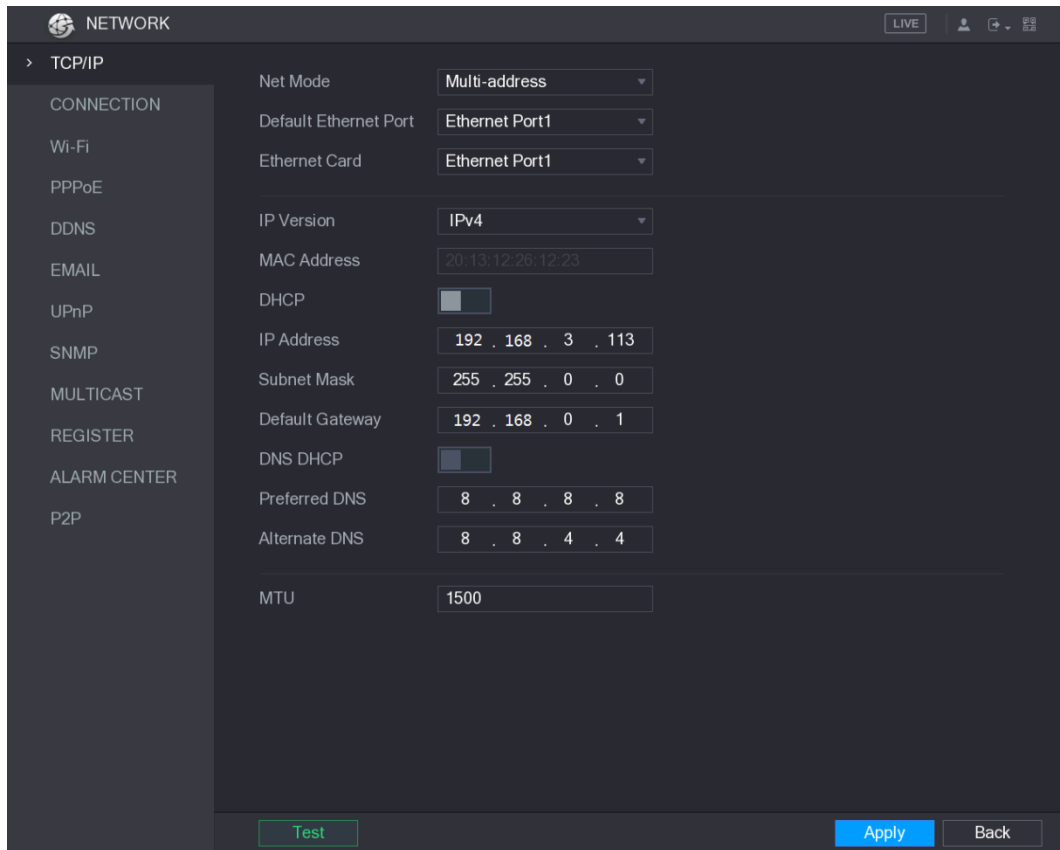 NETWORK
LIVE
TCP/IP
CONNECTION
Wi-Fi
PPPoE
DDNS
EMAIL
UPnP
SNMP
MULTICAST
REGISTER
ALARM CENTER
P2P
Net Mode Multi-address
Default Ethernet Port Ethernet Port1
Ethernet Card Ethernet Port1
IP Version IPv4
MAC Address 20:13:12:26:12:23
DHCP
IP Address 192 . 168 . 3 . 113
Subnet Mask 255 . 255 . 0 . 0
Default Gateway 192 . 168 . 0 . 1
DNS DHCP
Preferred DNS 8 . 8 . 8 . 8
Alternate DNS 8 . 8 . 4 . 4
MTU 1500
Test Apply Back